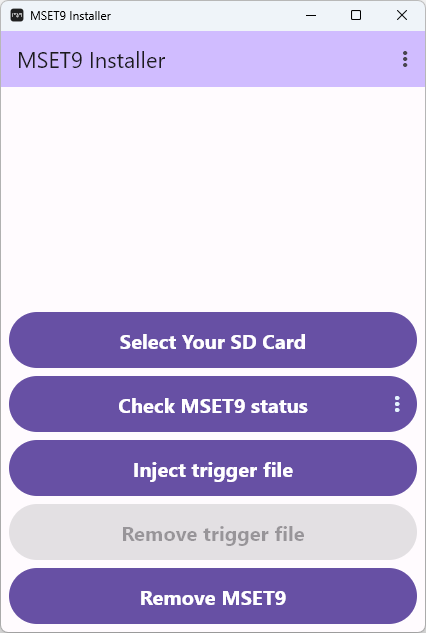 MSET9 Installer
MSET9 Installer
Select Your SD Card
Check MSET9 status
Inject trigger file
Remove trigger file
Remove MSET9